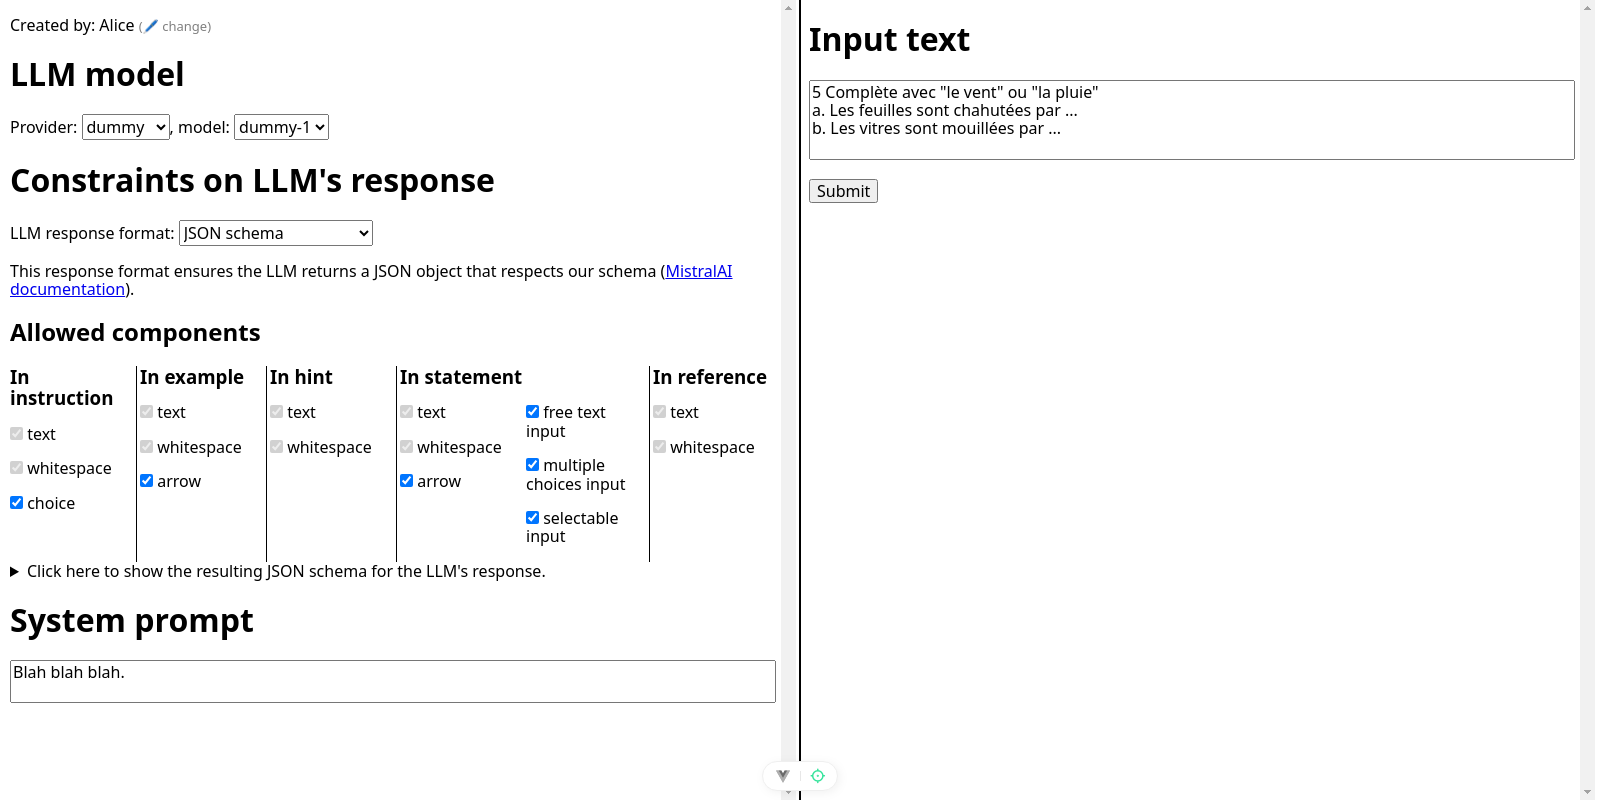 Created by: Alice (🖊️ change)
LLM model
Provider: dummy, model: dummy-1
Constraints on LLM's response
LLM response format: JSON schema
This response format ensures the LLM returns a JSON object that respects our schema (MistralAI
documentation).
Allowed components
In
instruction
text
whitespace
choice
In example
text
whitespace
arrow
In hint
text
whitespace
In statement
text
whitespace
arrow
free text
input
multiple
choices input
selectable
input
In reference
text
whitespace
Click here to show the resulting JSON schema for the LLM's response.
System prompt
Blah blah blah.
Input text
5 Complète avec "le vent" ou "la pluie"
a. Les feuilles sont chahutées par ...
b. Les vitres sont mouillées par ...
Submit